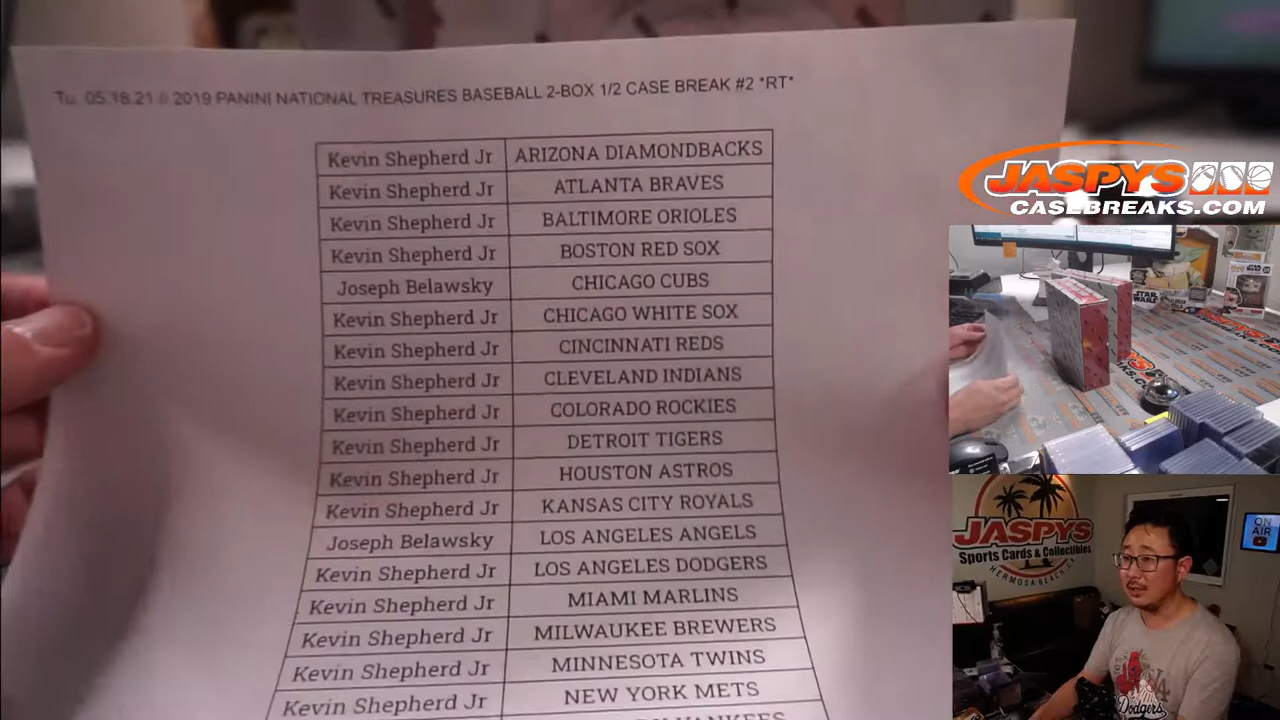 Tu. 05.18.21 // 2019 PANINI NATIONAL TREASURES BASEBALL 2-BOX 1/2 CASE BREAK #2 *RT*
Kevin Shepherd Jr ARIZONA DIAMONDBACKS
Kevin Shepherd Jr ATLANTA BRAVES
Kevin Shepherd Jr BALTIMORE ORIOLES
Kevin Shepherd Jr BOSTON RED SOX
Joseph Belawsky CHICAGO CUBS
Kevin Shepherd Jr CHICAGO WHITE SOX
Kevin Shepherd Jr CINCINNATI REDS
Kevin Shepherd Jr CLEVELAND INDIANS
Kevin Shepherd Jr COLORADO ROCKIES
Kevin Shepherd Jr DETROIT TIGERS
Kevin Shepherd Jr HOUSTON ASTROS
Kevin Shepherd Jr KANSAS CITY ROYALS
Joseph Belawsky LOS ANGELES ANGELS
Kevin Shepherd Jr LOS ANGELES DODGERS
Kevin Shepherd Jr MIAMI MARLINS
Kevin Shepherd Jr MILWAUKEE BREWERS
Kevin Shepherd Jr MINNESOTA TWINS
Kevin Shepherd Jr NEW YORK METS
YANKEES
JASPYS
CASEBREAKS.COM
STAR WARS
JASPYS
Sports Cards & Collectibles
HERMOSA BEACH, CA
ON AIR
Dodgers